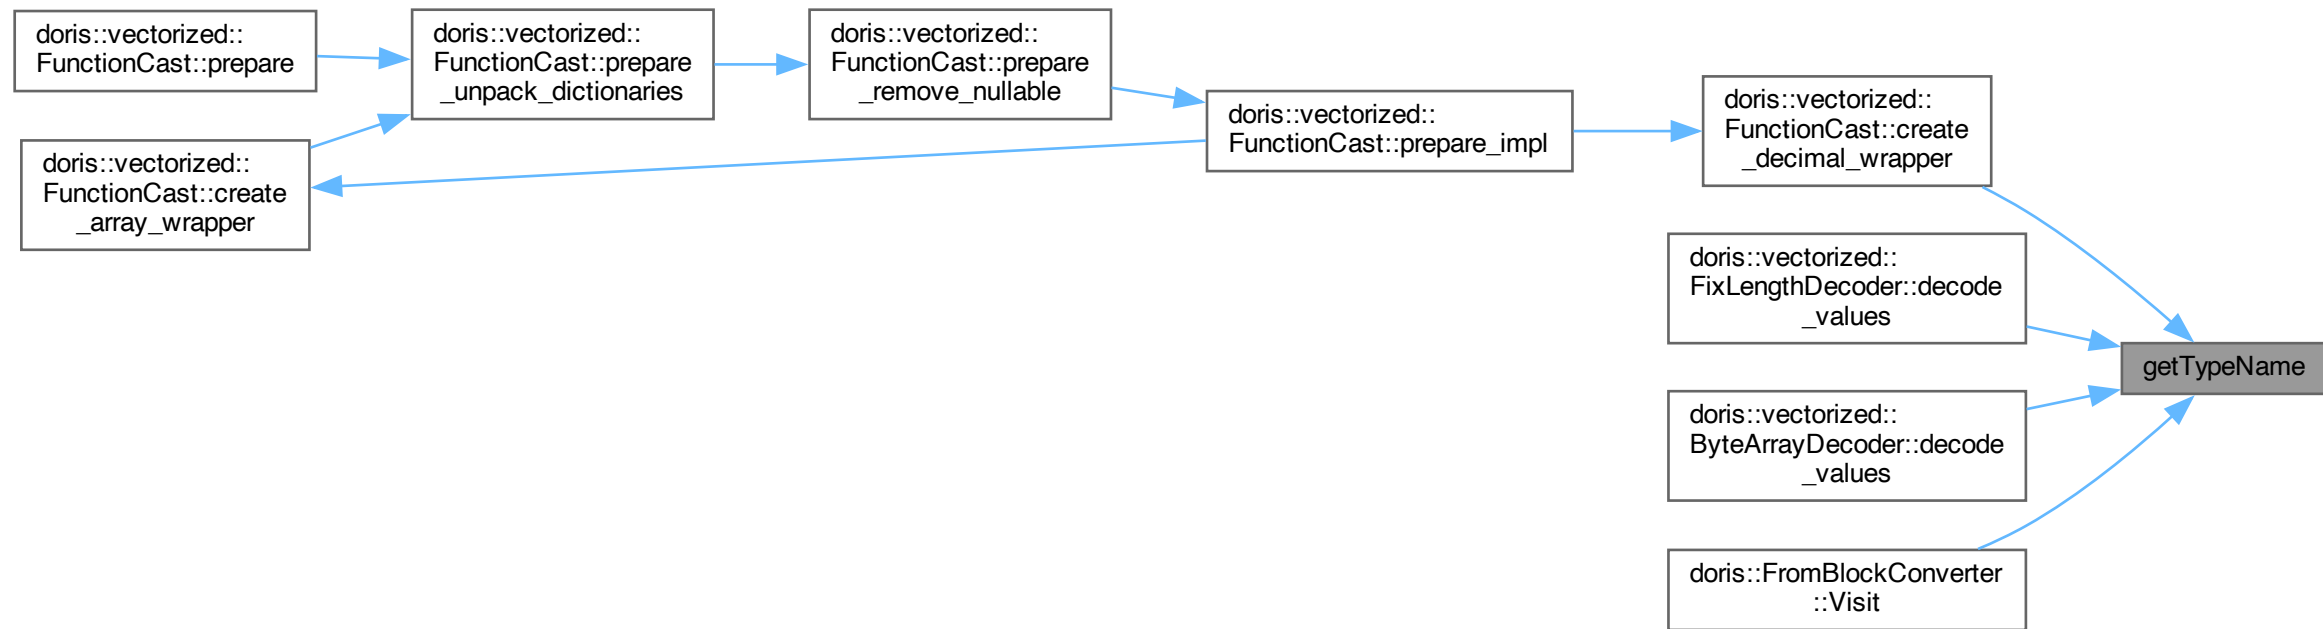 doris::vectorized::
FunctionCast::prepare
doris::vectorized::
FunctionCast::create
_array_wrapper
doris::vectorized::
FunctionCast::prepare
_unpack_dictionaries
doris::vectorized::
FunctionCast::prepare
_remove_nullable
doris::vectorized::
FunctionCast::prepare_impl
doris::vectorized::
FunctionCast::create
_decimal_wrapper
doris::vectorized::
FixLengthDecoder::decode
_values
doris::vectorized::
ByteArrayDecoder::decode
_values
doris::FromBlockConverter
::Visit
getTypeName